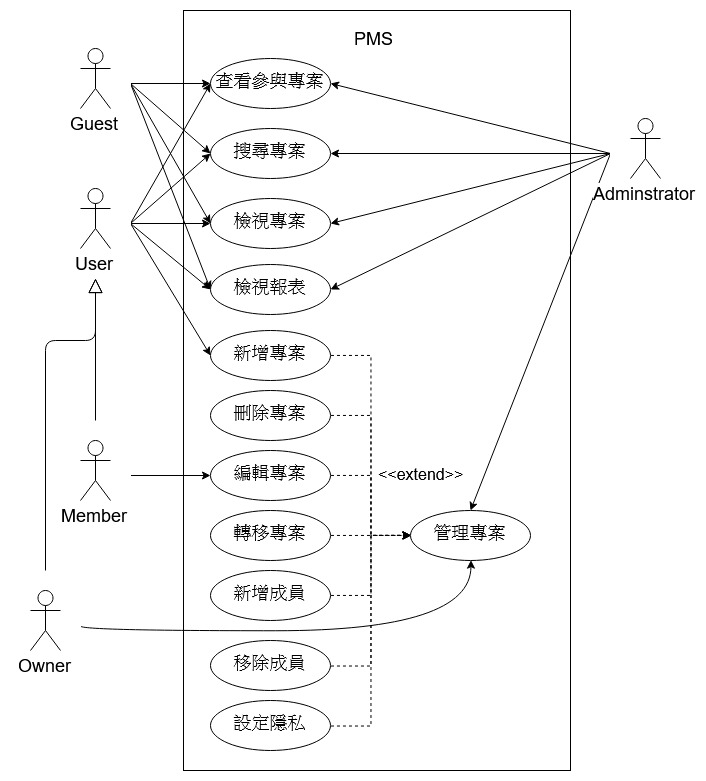 PMS
Guest
查看參與專案
搜尋專案
Adminstrator
User
檢視專案
檢視報表
新增專案
刪除專案
Member
編輯專案
<<extend>>
轉移專案
管理專案
新增成員
Owner
移除成員
設定隱私